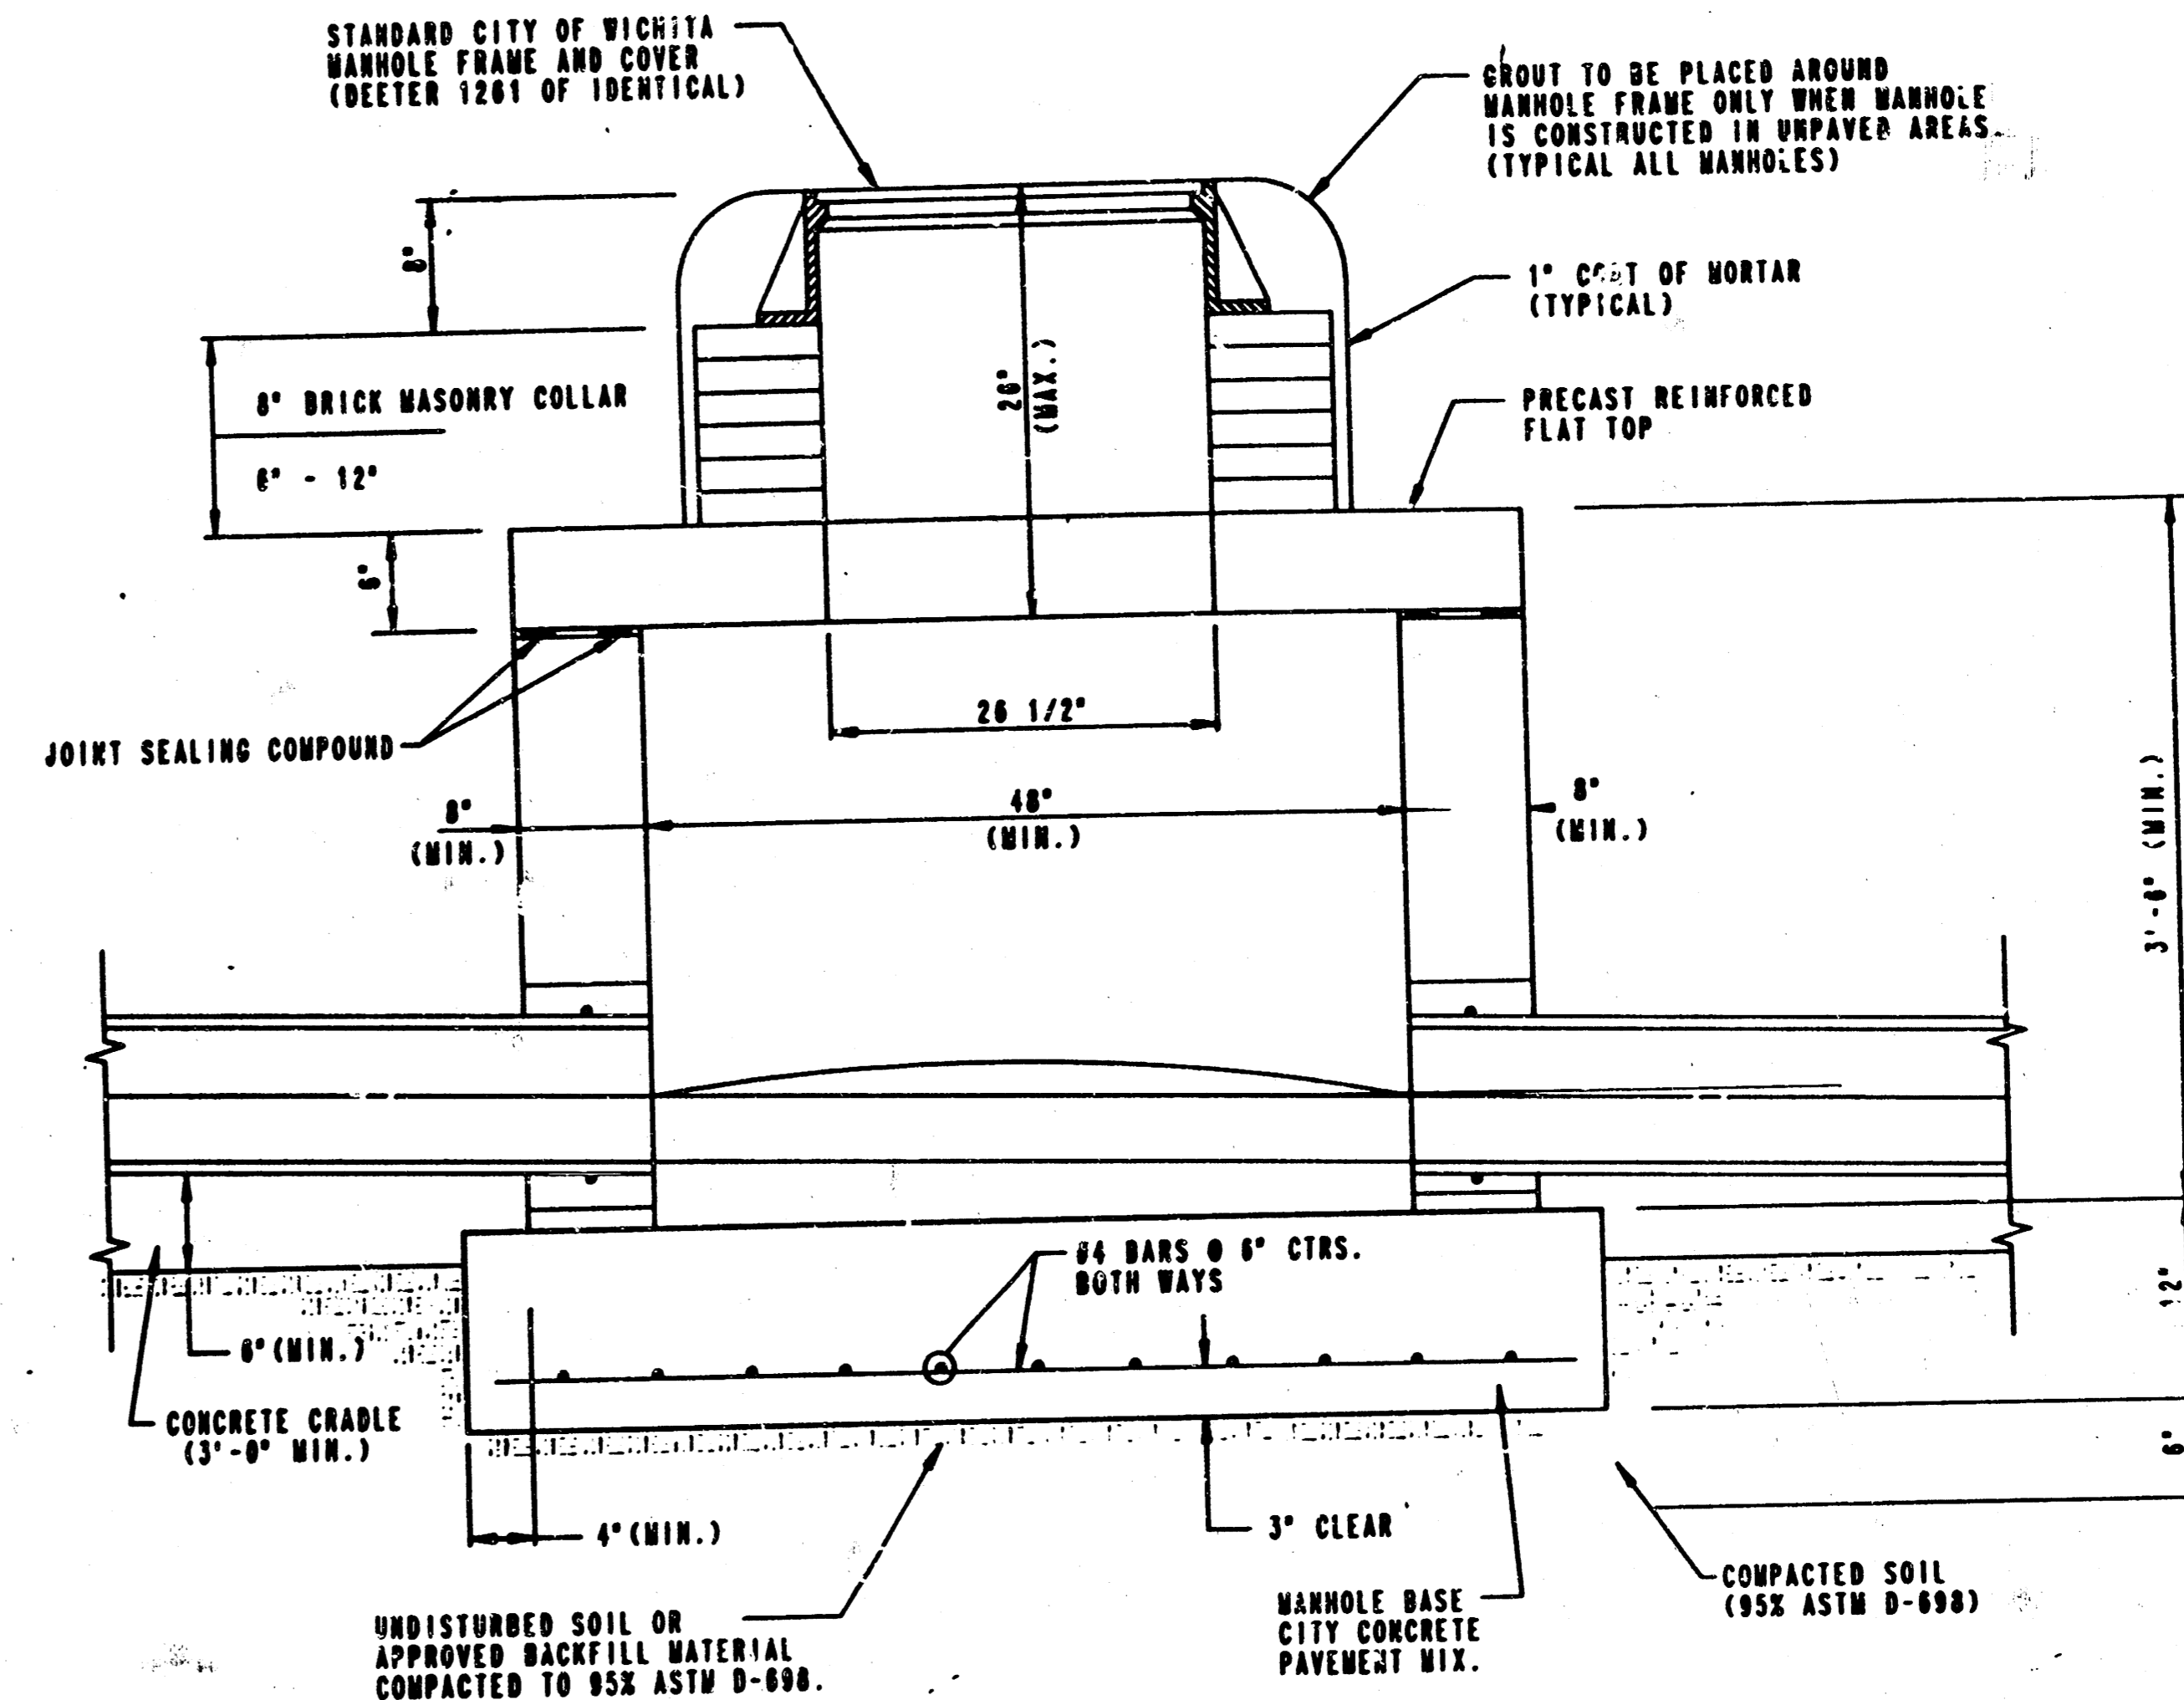 STANDARD CITY OF WICHITA
MANHOLE FRAME AND COVER
(DEETER 1261 OF IDENTICAL)
GROUT TO BE PLACED AROUND
MANHOLE FRAME ONLY WHEN MANHOLE
IS CONSTRUCTED IN UNPAVED AREAS.
(TYPICAL ALL MANHOLES)
8"
1" COAT OF MORTAR
(TYPICAL)
26"
(MAX.)
8" BRICK MASONRY COLLAR
6" - 12"
PRECAST REINFORCED
FLAT TOP
6"
26 1/2"
JOINT SEALING COMPOUND
8"
(MIN.)
48"
(MIN.)
8"
(MIN.)
(MIN.)
#4 BARS @ 6" CTRS.
BOTH WAYS
12"
6" (MIN.)
CONCRETE CRADLE
(3'-0" MIN.)
6"
4" (MIN.)
3" CLEAR
UNDISTURBED SOIL OR
APPROVED BACKFILL MATERIAL
COMPACTED TO 95% ASTM D-698.
MANHOLE BASE
CITY CONCRETE
PAVEMENT MIX.
COMPACTED SOIL
(95% ASTM D-698)